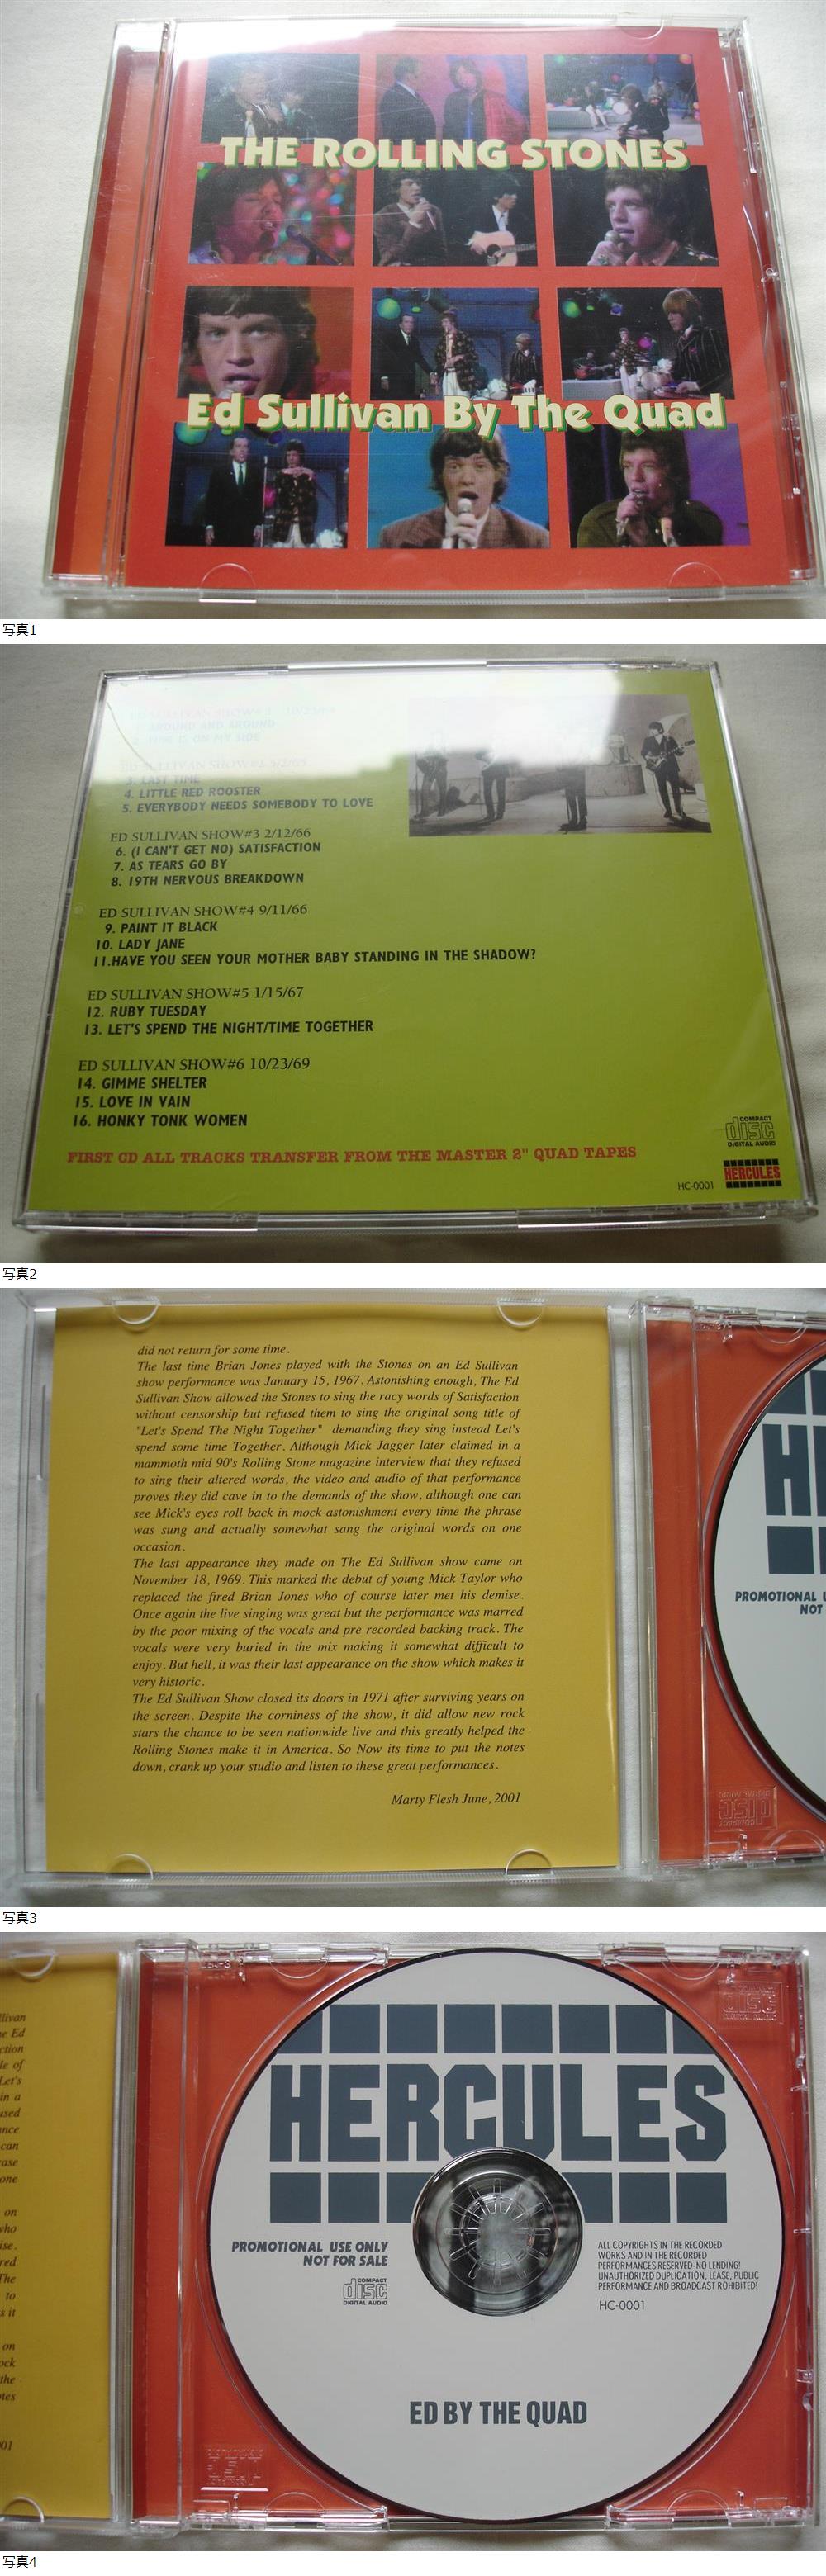 THE ROLLING STONES
Ed Sullivan By The Quad
写真1
AROUND AND AROUND
ED SULLIVAN SHOW#2 5/2/65
3. LAST TIME
4. LITTLE RED ROOSTER
5. EVERYBODY NEEDS SOMEBODY TO LOVE
ED SULLIVAN SHOW#3 2/12/66
6. (I CAN'T GET NO) SATISFACTION
7. AS TEARS GO BY
8. 19TH NERVOUS BREAKDOWN
ED SULLIVAN SHOW#4 9/11/66
9. PAINT IT BLACK
10. LADY JANE
11.HAVE YOU SEEN YOUR MOTHER BABY STANDING IN THE SHADOW?
ED SULLIVAN SHOW#5 1/15/67
12. RUBY TUESDAY
13. LET'S SPEND THE NIGHT/TIME TOGETHER
ED SULLIVAN SHOW#6 10/23/69
14. GIMME SHELTER
15. LOVE IN VAIN
16. HONKY TONK WOMEN
FIRST CD ALL TRACKS TRANSFER FROM THE MASTER 2" QUAD TAPES
COMPACT
disc
DIGITAL AUDIO
HC-0001
HERCULES
写真2
did not return for some time.
The last time Brian Jones played with the Stones on an Ed Sullivan
show performance was January 15, 1967. Astonishing enough, The Ed
Sullivan Show allowed the Stones to sing the racy words of Satisfaction
without censorship but refused them to sing the original song title of
"Let's Spend The Night Together" demanding they sing instead Let's
spend some time Together. Although Mick Jagger later claimed in a
mammoth mid 90's Rolling Stone magazine interview that they refused
to sing their altered words, the video and audio of that performance
proves they did cave in to the demands of the show, although one can
see Mick's eyes roll back in mock astonishment every time the phrase
was sung and actually somewhat sang the original words on one
occasion.
The last appearance they made on The Ed Sullivan show came on
November 18, 1969. This marked the debut of young Mick Taylor who
replaced the fired Brian Jones who of course later met his demise.
Once again the live singing was great but the performance was marred
by the poor mixing of the vocals and pre recorded backing track. The
vocals were very buried in the mix making it somewhat difficult to
enjoy. But hell, it was their last appearance on the show which makes it
very historic.
The Ed Sullivan Show closed its doors in 1971 after surviving years on
the screen. Despite the corniness of the show, it did allow new rock
stars the chance to be seen nationwide live and this greatly helped the
Rolling Stones make it in America. So Now its time to put the notes
down, crank up your studio and listen to these great performances.
Marty Flesh June, 2001
PROMOTIONAL
NOT
写真3
HERCULES
PROMOTIONAL USE ONLY
NOT FOR SALE
COMPACT
disc
DIGITAL AUDIO
ALL COPYRIGHTS IN THE RECORDED
WORKS AND IN THE RECORDED
PERFORMANCES RESERVED-NO LENDING!
UNAUTHORIZED DUPLICATION, LEASE, PUBLIC
PERFORMANCE AND BROADCAST ROHIBITED!
HC-0001
ED BY THE QUAD
写真4